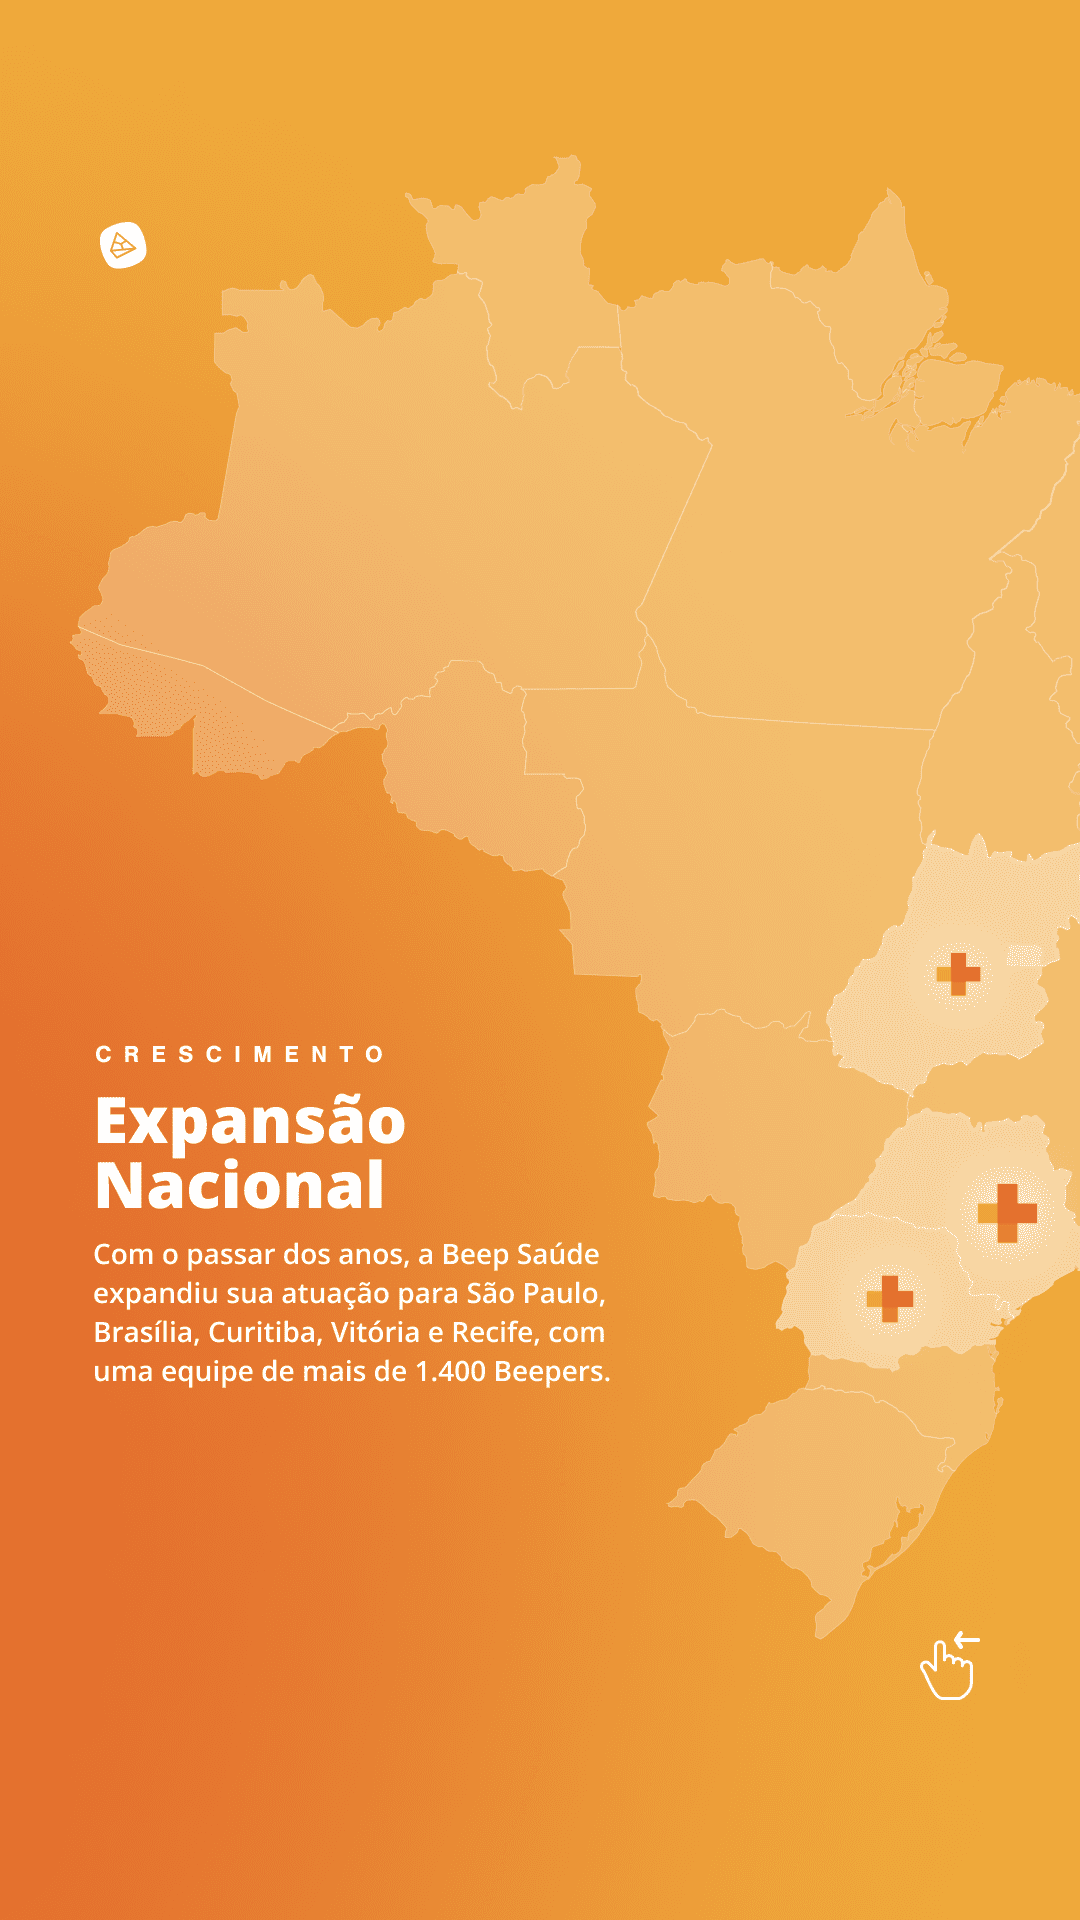 CRESCIMENTO
Expansão
Nacional
Com o passar dos anos, a Beep Saúde
expandiu sua atuação para São Paulo,
Brasília, Curitiba, Vitória e Recife, com
uma equipe de mais de 1.400 Beepers.